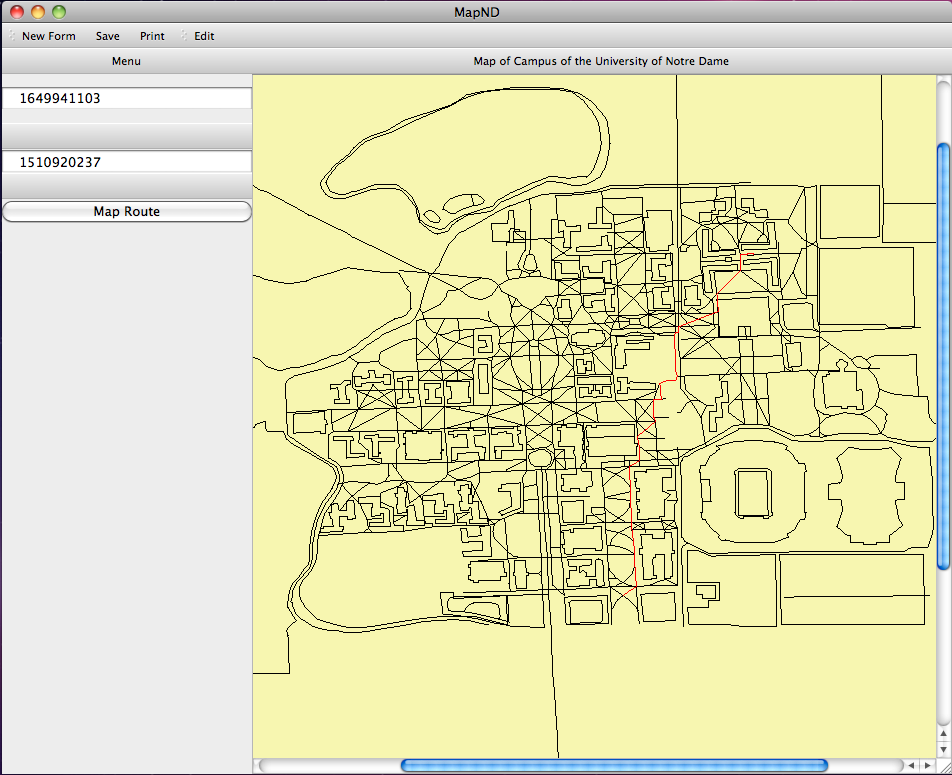 MapND
New Form Save Print Edit
Menu Map of Campus of the University of Notre Dame
1649941103
1510920237
Map Route